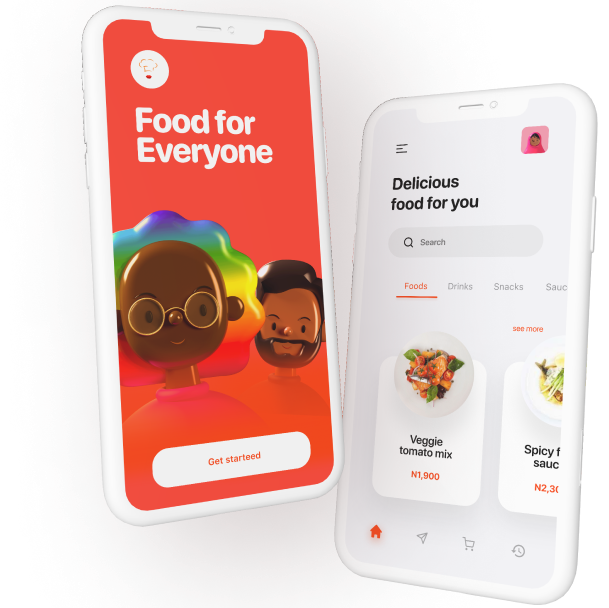 Food for
Everyone
Get starteed
Delicious
food for you
Search
Foods Drinks Snacks Sauc
see more
Veggie
tomato mix
N1,900
Spicy f
sauc
N2,30